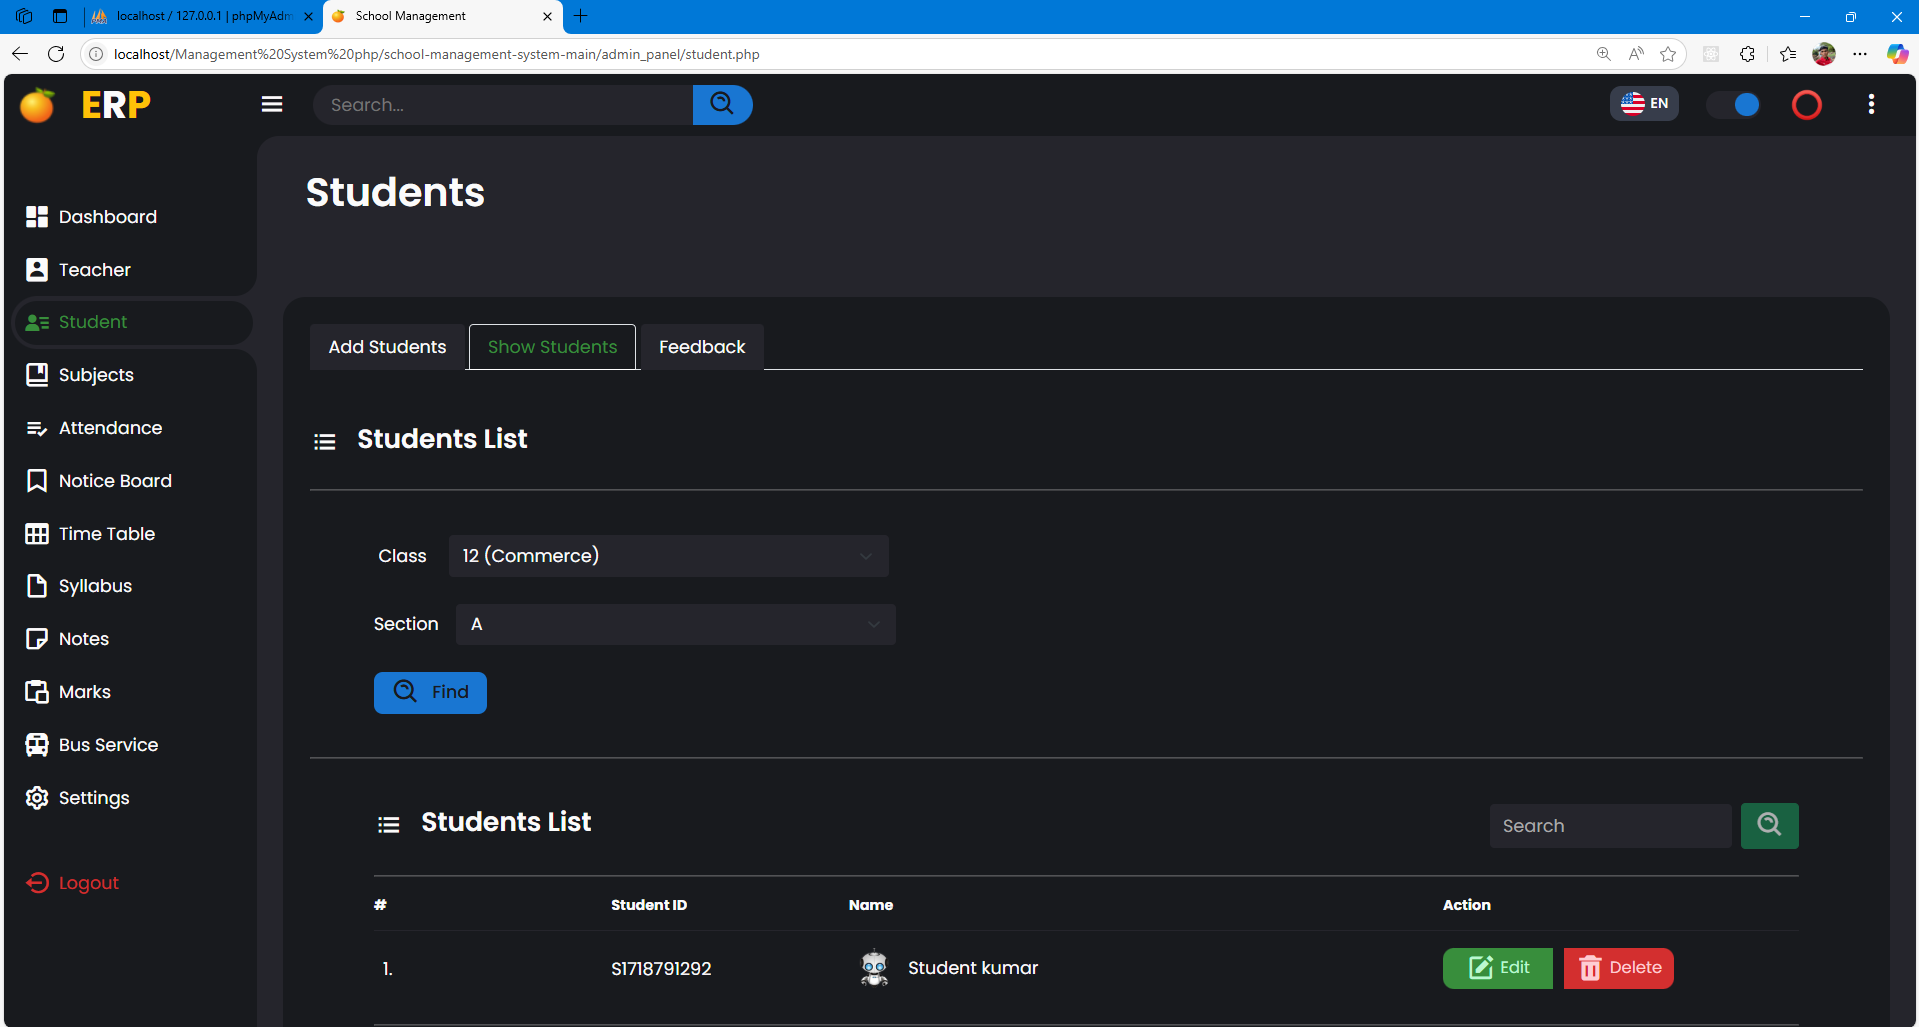 localhost / 127.0.0.1 | phpMyAdm
School Management
localhost/Management%20System%20php/school-management-system-main/admin_panel/student.php
ERP
Search...
EN
Students
Dashboard
Teacher
Student
Subjects
Attendance
Notice Board
Time Table
Syllabus
Notes
Marks
Bus Service
Settings
Logout
Add Students Show Students Feedback
Students List
Class 12 (Commerce)
Section A
Find
Students List
Search
# Student ID Name Action
1. S1718791292 Student kumar Edit Delete